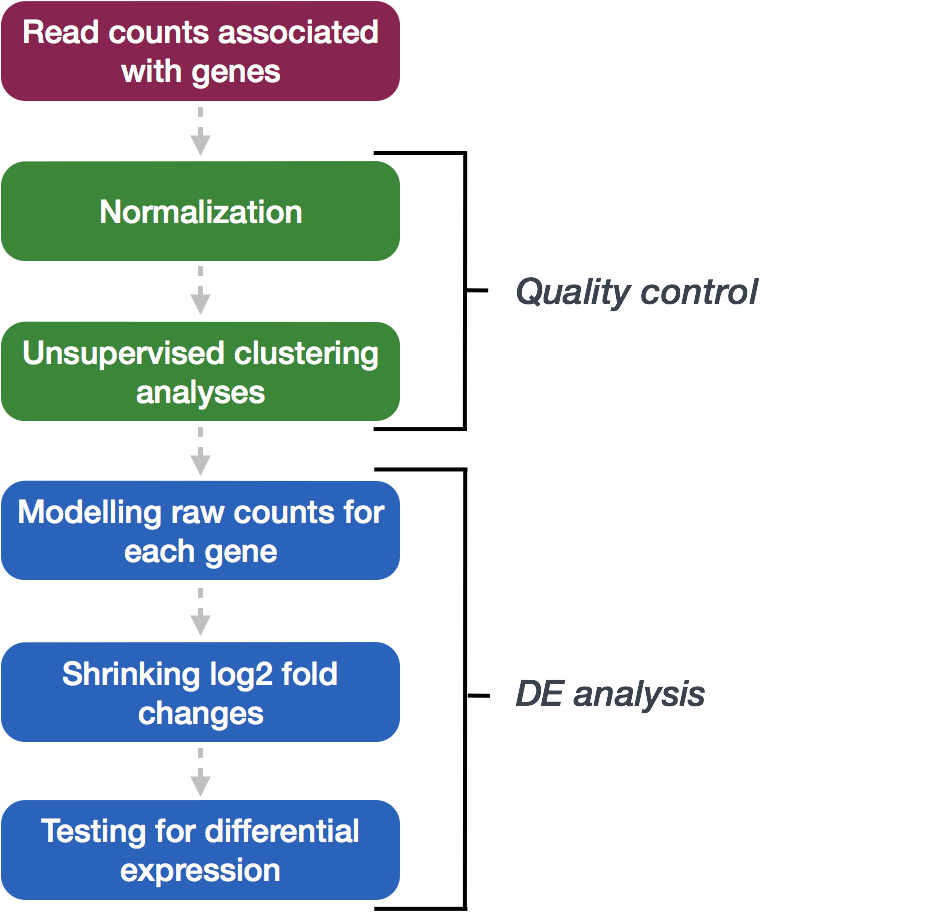 Read counts associated
with genes
Normalization
Unsupervised clustering
analyses
Quality control
Modelling raw counts for
each gene
Shrinking log2 fold
changes
Testing for differential
expression
DE analysis